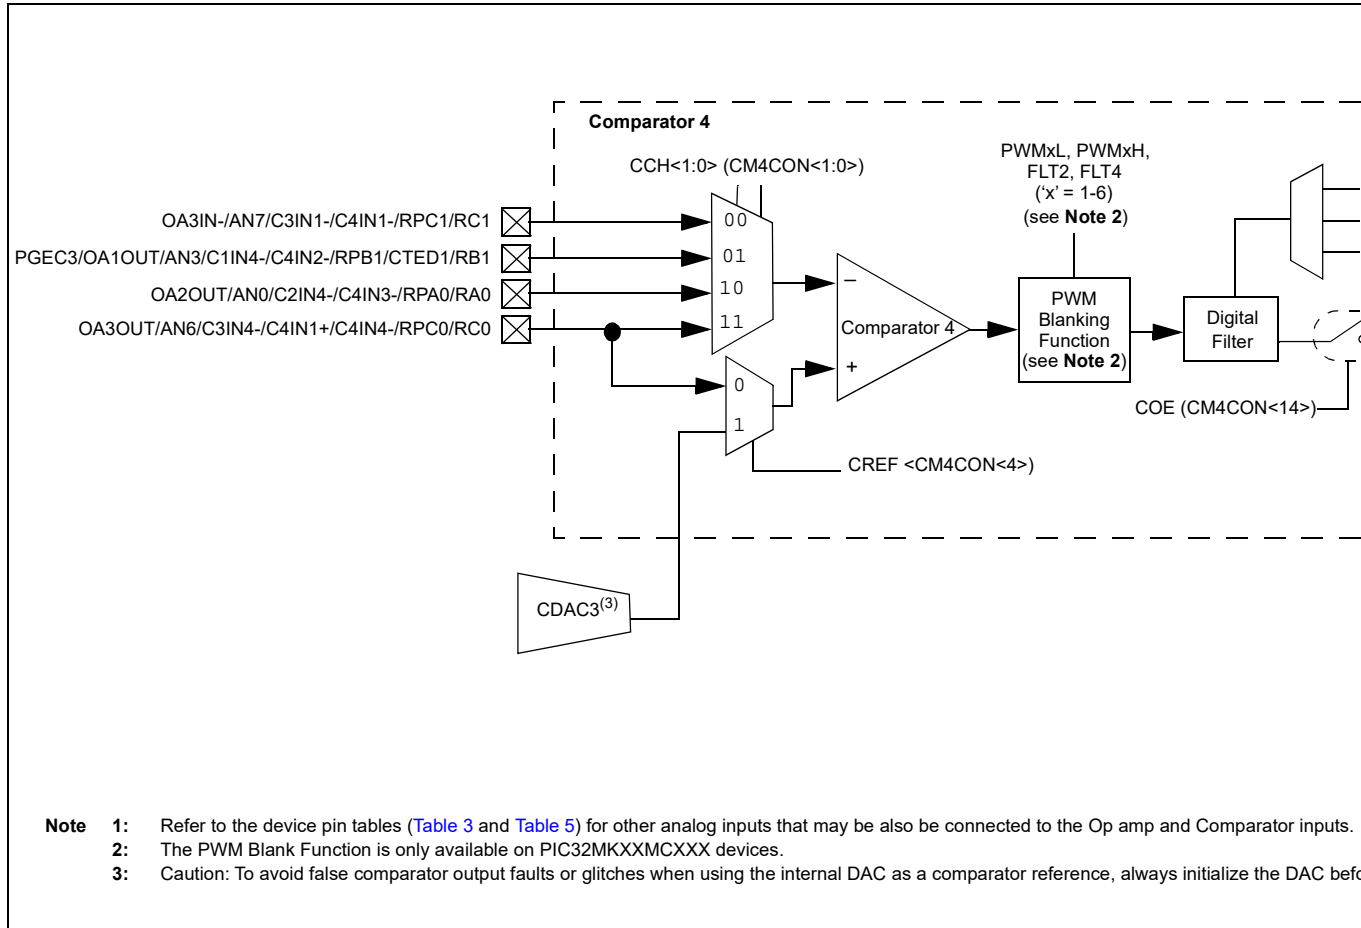 Comparator 4
CCH<1:0> (CM4CON<1:0>)
PWMxL, PWMxH,
FLT2, FLT4
(‘x’ = 1-6)
(see Note 2)
OA3IN-/AN7/C3IN1-/C4IN1-/RPC1/RC1
00
PGEC3/OA1OUT/AN3/C1IN4-/C4IN2-/RPB1/CTED1/RB1
01
OA2OUT/AN0/C2IN4-/C4IN3-/RPA0/RA0
10
OA3OUT/AN6/C3IN4-/C4IN1+/C4IN4-/RPC0/RC0
11
–
Comparator 4
+
PWM
Blanking
Function
(see Note 2)
Digital
Filter
0
1
COE (CM4CON<14>)
CREF <CM4CON<4>)
CDAC3(3)
Note 1: Refer to the device pin tables (Table 3 and Table 5) for other analog inputs that may be also be connected to the Op amp and Comparator inputs.
2: The PWM Blank Function is only available on PIC32MKXXMCXXX devices.
3: Caution: To avoid false comparator output faults or glitches when using the internal DAC as a comparator reference, always initialize the DAC